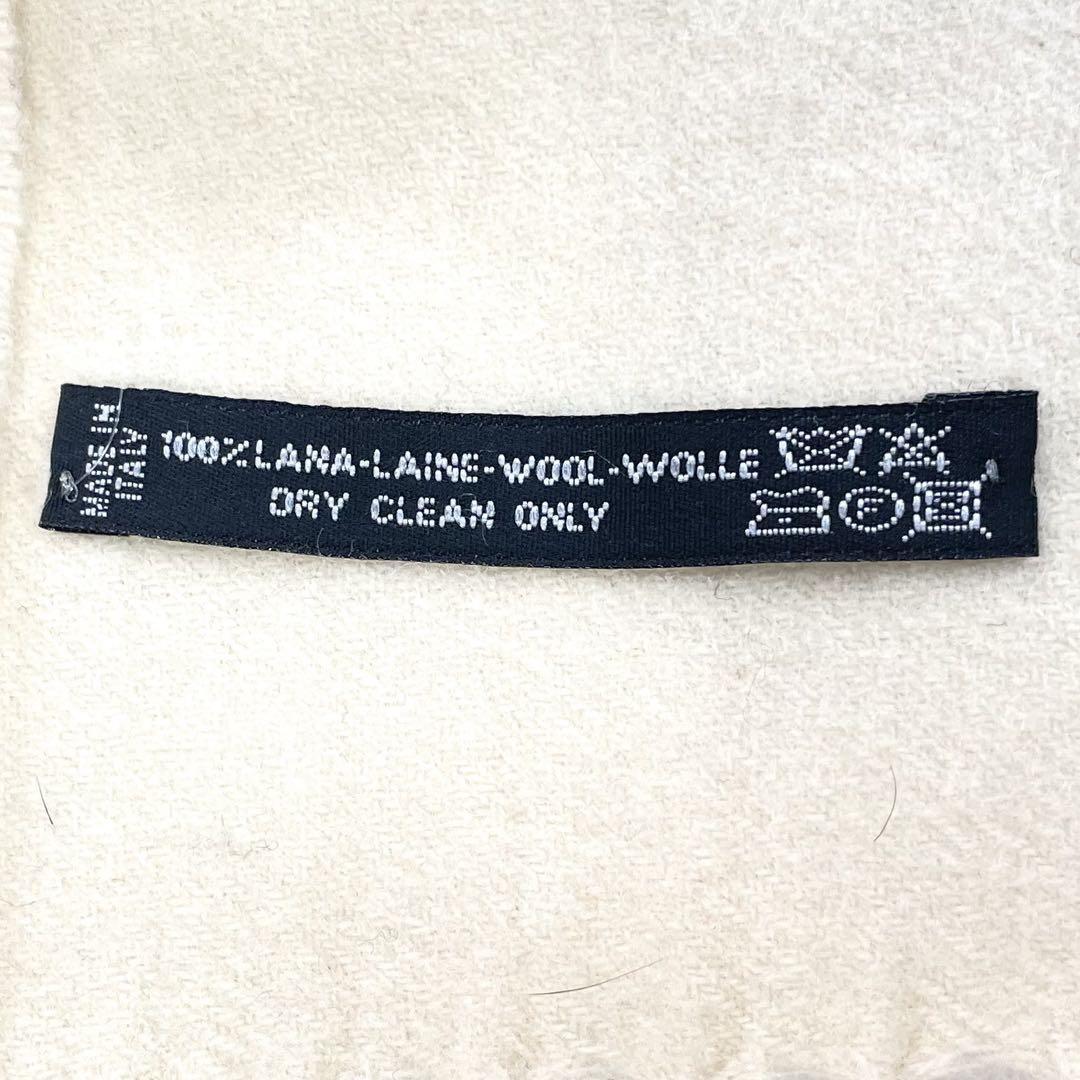 MADE IN
ITALY
100% LANA-LAINE-WOOL-WOLLE
DRY CLEAN ONLY
F